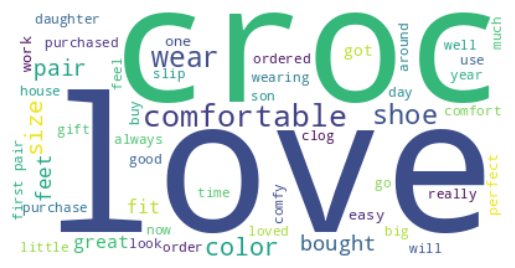 daughter
croc
work
purchased
one
wear
feel
slip
ordered
got
around
well
much
use
year
pair
wearing
son
day
comfort
house
buy
love
comfortable
shoe
size
gift
always
clog
first pair
feet
good
time
comfy
go
really
perfect
purchase
fit
now
loved
easy
big
will
little
great
look
order
color
bought